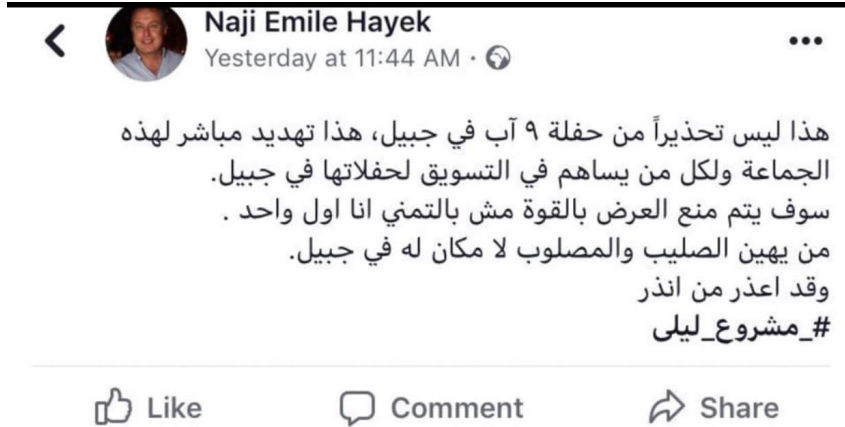 Naji Emile Hayek
Yesterday at 11:44 AM ·
هذا ليس تحذيراً من حفلة ٩ آب في جبيل، هذا تهديد مباشر لهذه
الجماعة ولكل من يساهم في التسويق لحفلاتها في جبيل.
سوف يتم منع العرض بالقوة مش بالتمني انا اول واحد .
من يهين الصليب والمصلوب لا مكان له في جبيل.
وقد اعذر من انذر
#_مشروع_ليلى
Like Comment Share